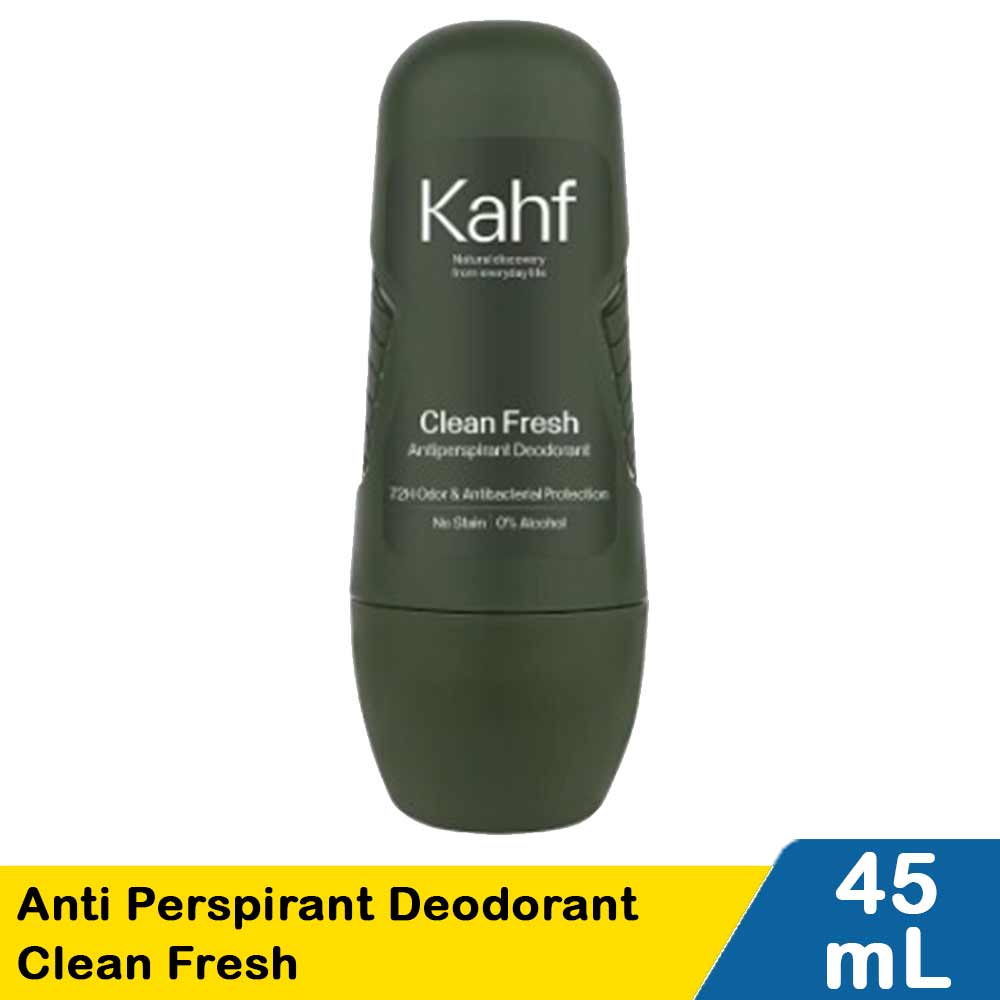 Kahf
Natural discovery
from everyday life
Clean Fresh
Antiperspirant Deodorant
72H Odor & Antibacterial Protection
No Stain | 0% Alcohol
Anti Perspirant Deodorant
Clean Fresh
45
mL